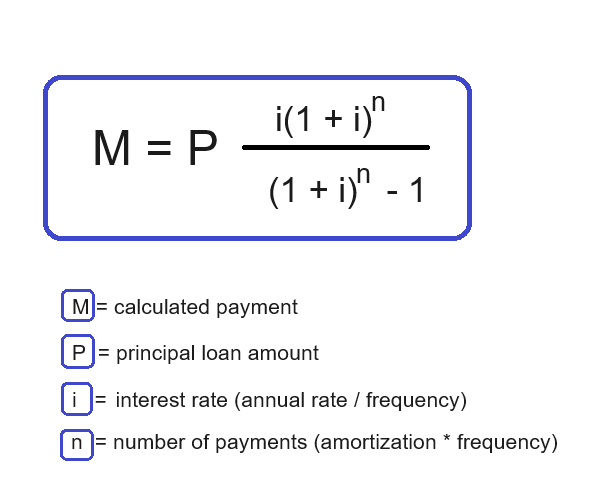 M = P i(1 + i)^n
(1 + i)^n - 1
M = calculated payment
P = principal loan amount
i = interest rate (annual rate / frequency)
n = number of payments (amortization * frequency)